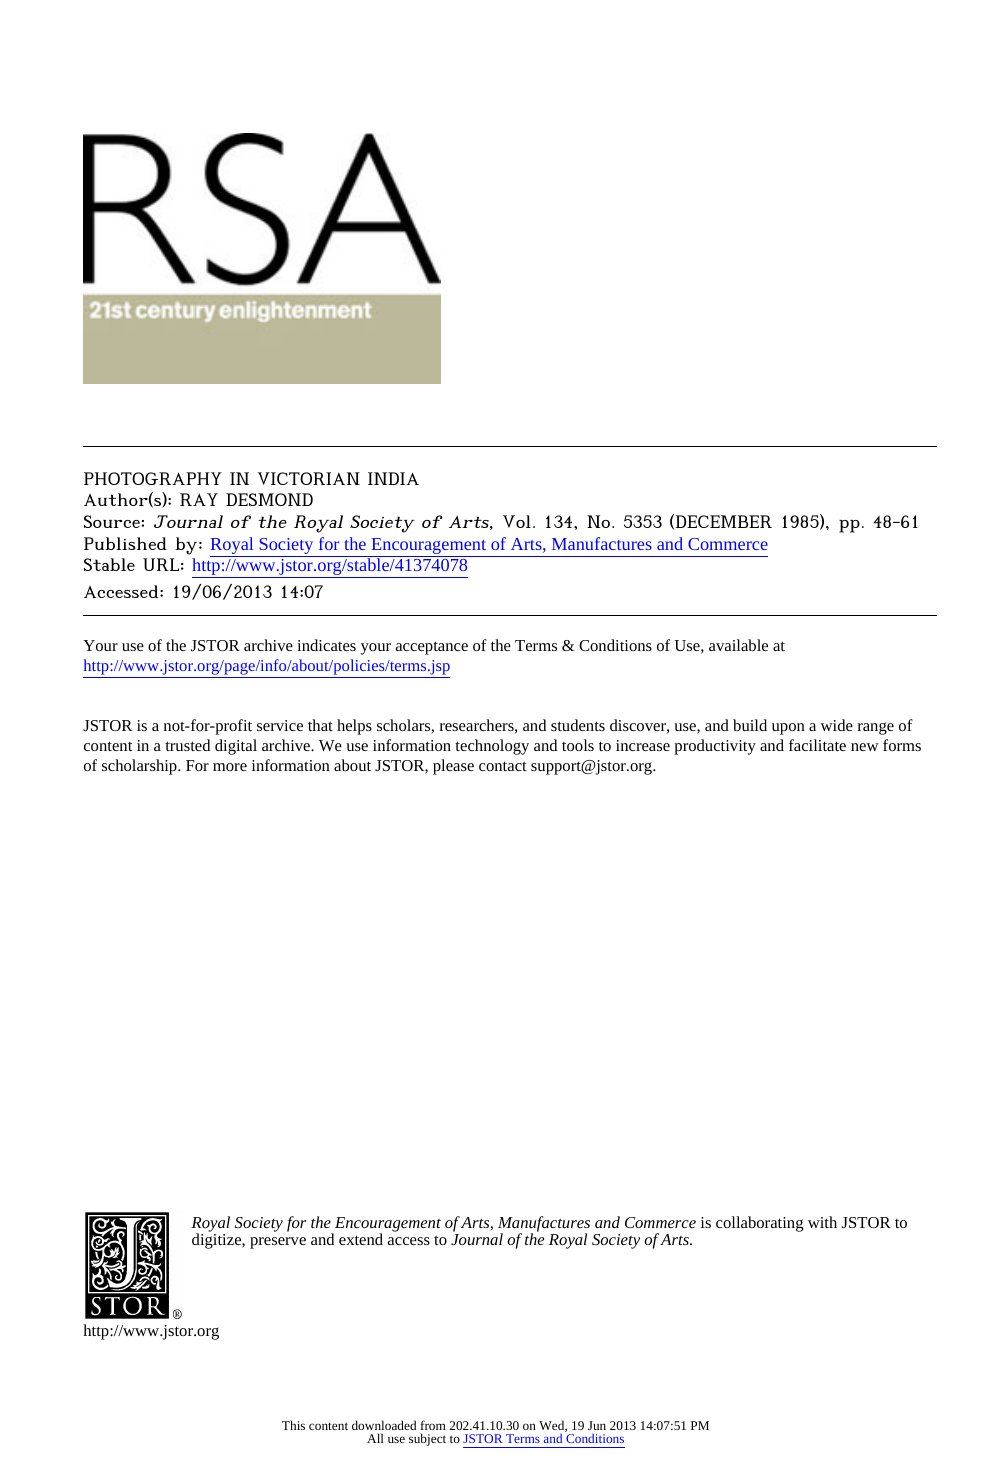 RSA
21st century enlightenment
PHOTOGRAPHY IN VICTORIAN INDIA
Author(s): RAY DESMOND
Source: Journal of the Royal Society of Arts, Vol. 134, No. 5353 (DECEMBER 1985), pp. 48-61
Published by: Royal Society for the Encouragement of Arts, Manufactures and Commerce
Stable URL: http://www.jstor.org/stable/41374078
Accessed: 19/06/2013 14:07
Your use of the JSTOR archive indicates your acceptance of the Terms & Conditions of Use, available at
http://www.jstor.org/page/info/about/policies/terms.jsp
JSTOR is a not-for-profit service that helps scholars, researchers, and students discover, use, and build upon a wide range of
content in a trusted digital archive. We use information technology and tools to increase productivity and facilitate new forms
of scholarship. For more information about JSTOR, please contact support@jstor.org.
Royal Society for the Encouragement of Arts, Manufactures and Commerce is collaborating with JSTOR to
digitize, preserve and extend access to Journal of the Royal Society of Arts.
J
STOR ®
http://www.jstor.org
This content downloaded from 202.41.10.30 on Wed, 19 Jun 2013 14:07:51 PM
All use subject to JSTOR Terms and Conditions